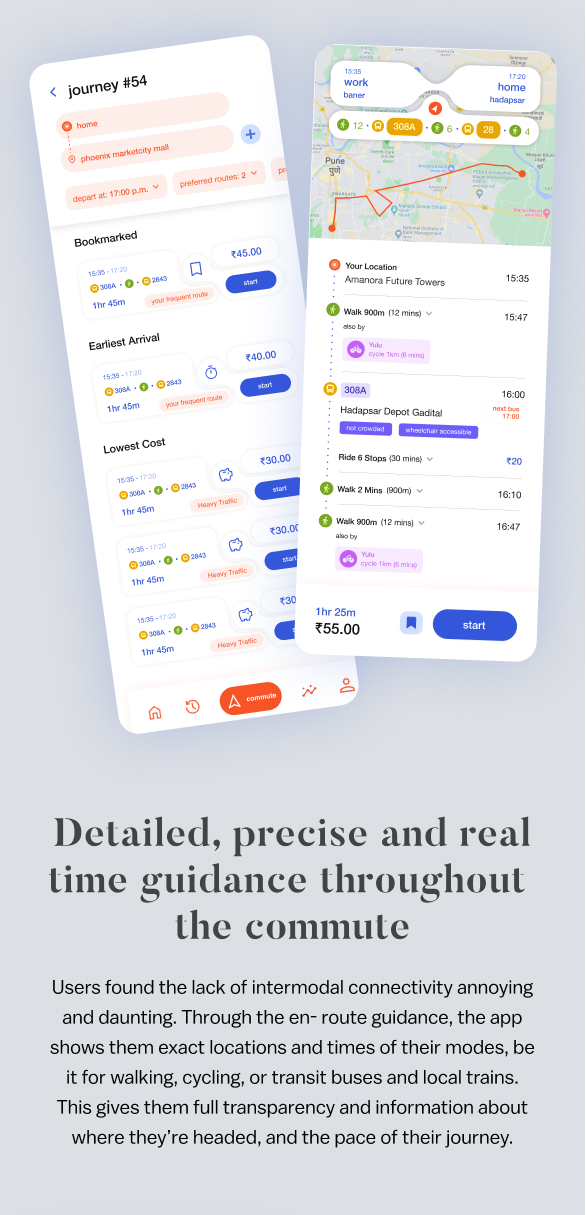 journey #54
home
phoenix marketcity mall
depart at: 17:00 p.m.
preferred routes; 2
Bookmarked
15:35 - 17:20
308A • • 2843
1hr 45m
your frequent route
₹45.00
start
Earliest Arrival
15:35 - 17:20
308A • • 2843
1hr 45m
your frequent route
₹40.00
start
Lowest Cost
15:35 - 17:20
308A • • 2843
1hr 45m
Heavy Traffic
₹30.00
start
15:35 - 17:20
308A • • 2843
1hr 45m
Heavy Traffic
₹30.00
15:35 - 17:20
308A • • 2843
1hr 45m
Heavy Traffic
commute
15:35
work
baner
17:20
home
hadapsar
12 • 308A • 6 • 28 • 4
Pune
पुणे
Your Location
Amanora Future Towers
15:35
Walk 900m (12 mins)
15:47
also by
Yulu
cycle 1km (6 mins)
308A
16:00
Hadapsar Depot Gadital
next bus
17:00
not crowded
wheelchair accessible
Ride 6 Stops (30 mins)
₹20
Walk 2 Mins (900m)
16:10
Walk 900m (12 mins)
16:47
also by
Yulu
cycle 1km (6 mins)
1hr 25m
₹55.00
start
Detailed, precise and real
time guidance throughout
the commute
Users found the lack of intermodal connectivity annoying
and daunting. Through the en- route guidance, the app
shows them exact locations and times of their modes, be
it for walking, cycling, or transit buses and local trains.
This gives them full transparency and information about
where they're headed, and the pace of their journey.